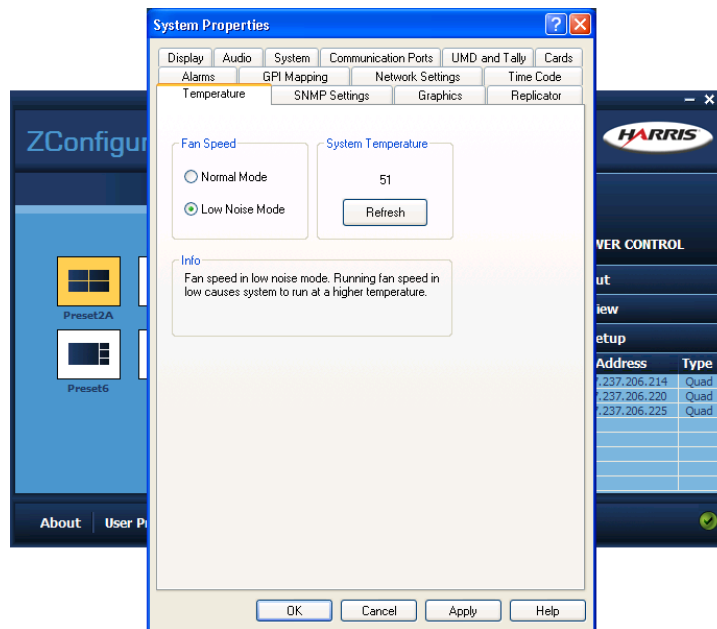 System Properties
Display Audio System Communication Ports UMD and Tally Cards
Alarms GPI Mapping Network Settings Time Code
Temperature SNMP Settings Graphics Replicator
ZConfigur
HARRIS
Fan Speed
Normal Mode
Low Noise Mode
System Temperature
51
Refresh
Info
Fan speed in low noise mode. Running fan speed in
low causes system to run at a higher temperature.
Preset2A
Preset6
VER CONTROL
ut
iew
etup
Address Type
7.237.206.214 Quad
7.237.206.220 Quad
7.237.206.225 Quad
About User Pr
OK Cancel Apply Help